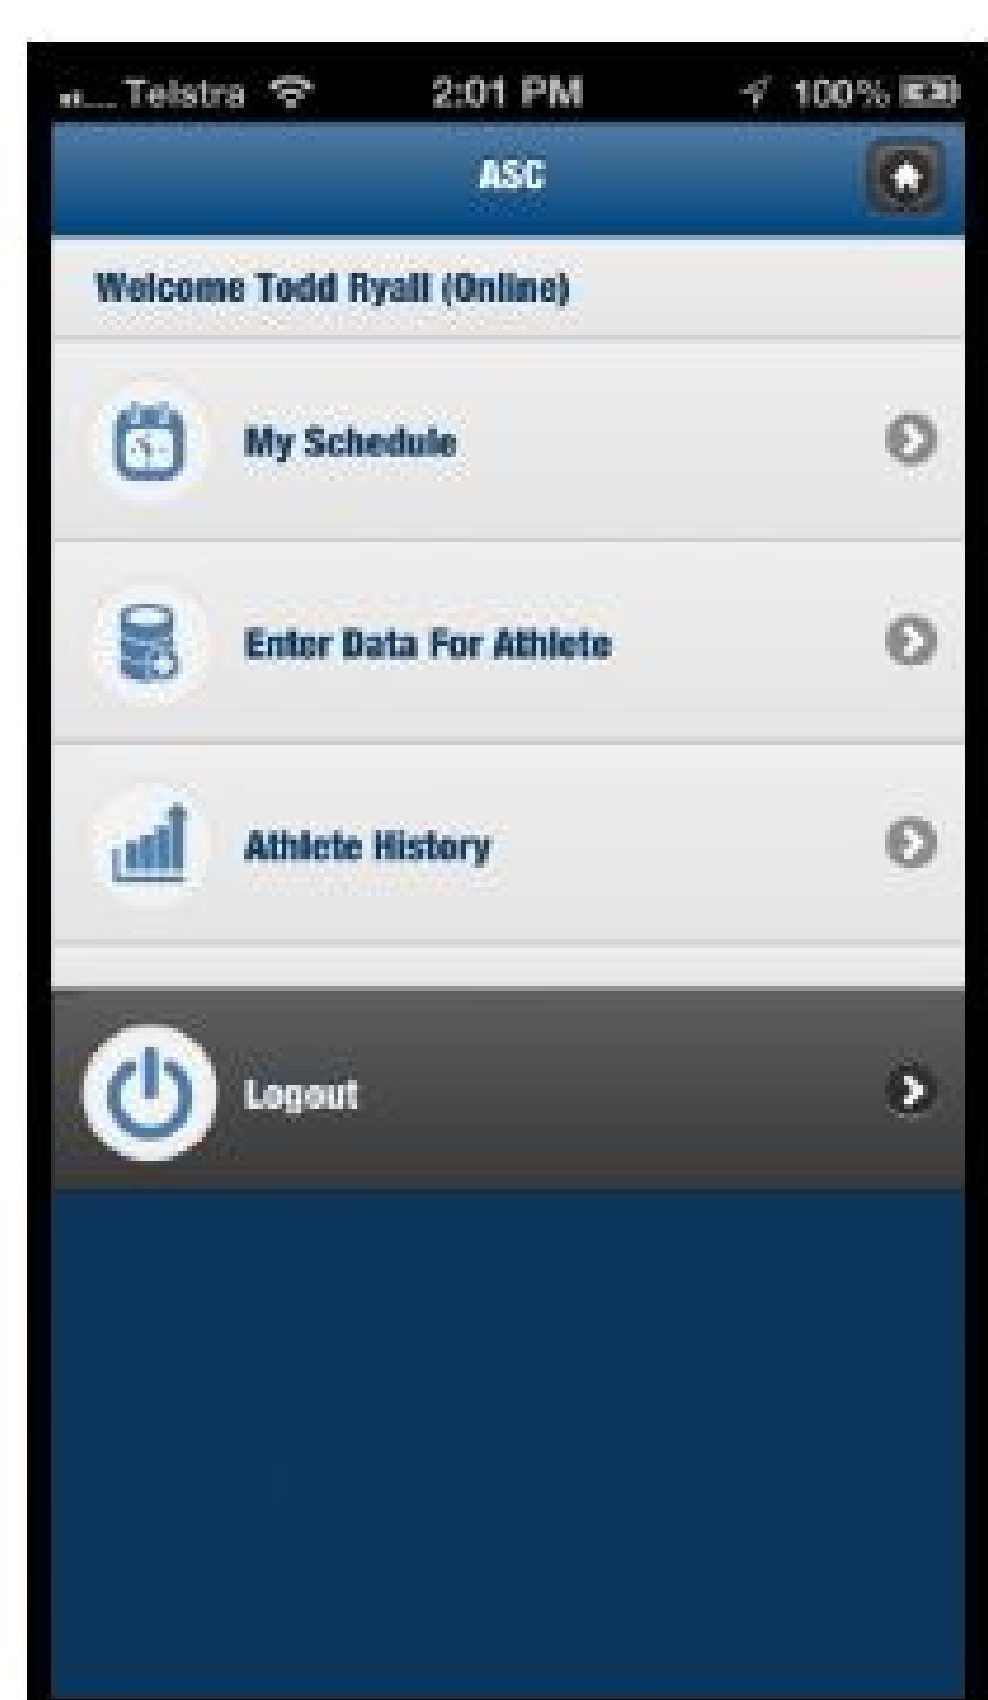 Telstra 2:01 PM 100%
ASC
Welcome Todd Ryall (Online)
My Schedule
Enter Data For Athlete
Athlete History
Logout